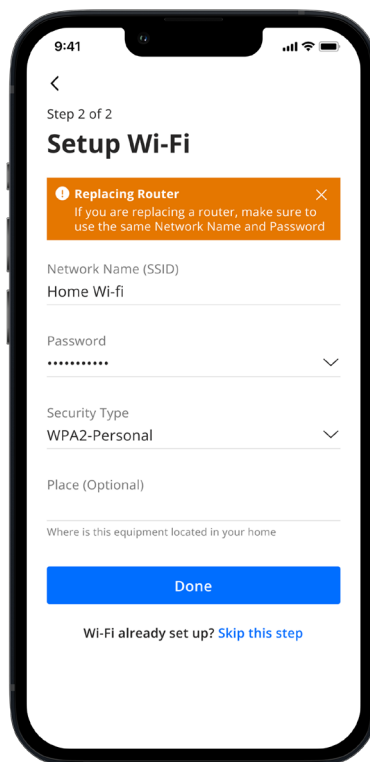 9:41
Step 2 of 2
Setup Wi-Fi
Replacing Router
If you are replacing a router, make sure to
use the same Network Name and Password
Network Name (SSID)
Home Wi-fi
Password
•••••••••••
Security Type
WPA2-Personal
Place (Optional)
Where is this equipment located in your home
Done
Wi-Fi already set up? Skip this step